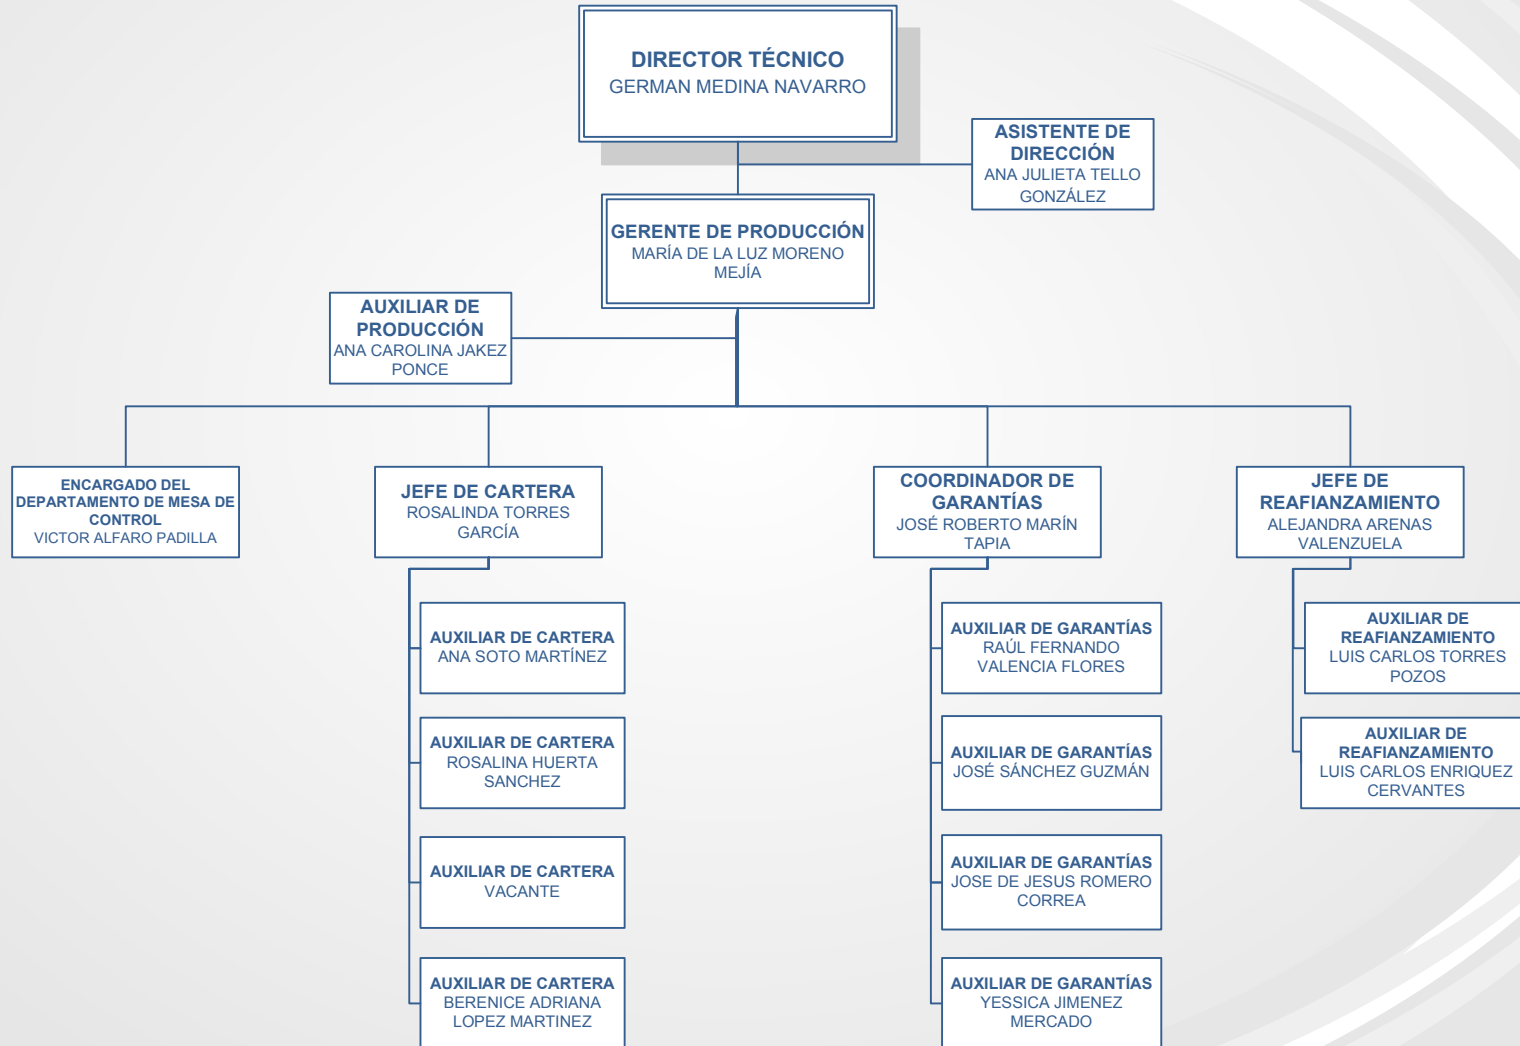 DIRECTOR TÉCNICO
GERMAN MEDINA NAVARRO
ASISTENTE DE
DIRECCIÓN
ANA JULIETA TELLO
GONZÁLEZ
GERENTE DE PRODUCCIÓN
MARÍA DE LA LUZ MORENO
MEJÍA
AUXILIAR DE
PRODUCCIÓN
ANA CAROLINA JAKEZ
PONCE
ENCARGADO DEL
DEPARTAMENTO DE MESA DE
CONTROL
VICTOR ALFARO PADILLA
JEFE DE CARTERA
ROSALINDA TORRES
GARCÍA
COORDINADOR DE
GARANTÍAS
JOSÉ ROBERTO MARÍN
TAPIA
JEFE DE
REAFIANZAMIENTO
ALEJANDRA ARENAS
VALENZUELA
AUXILIAR DE CARTERA
ANA SOTO MARTÍNEZ
AUXILIAR DE CARTERA
ROSALINA HUERTA
SANCHEZ
AUXILIAR DE CARTERA
VACANTE
AUXILIAR DE CARTERA
BERENICE ADRIANA
LOPEZ MARTINEZ
AUXILIAR DE GARANTÍAS
RAÚL FERNANDO
VALENCIA FLORES
AUXILIAR DE GARANTÍAS
JOSÉ SÁNCHEZ GUZMÁN
AUXILIAR DE GARANTÍAS
JOSE DE JESUS ROMERO
CORREA
AUXILIAR DE GARANTÍAS
YESSICA JIMENEZ
MERCADO
AUXILIAR DE
REAFIANZAMIENTO
LUIS CARLOS TORRES
POZOS
AUXILIAR DE
REAFIANZAMIENTO
LUIS CARLOS ENRIQUEZ
CERVANTES